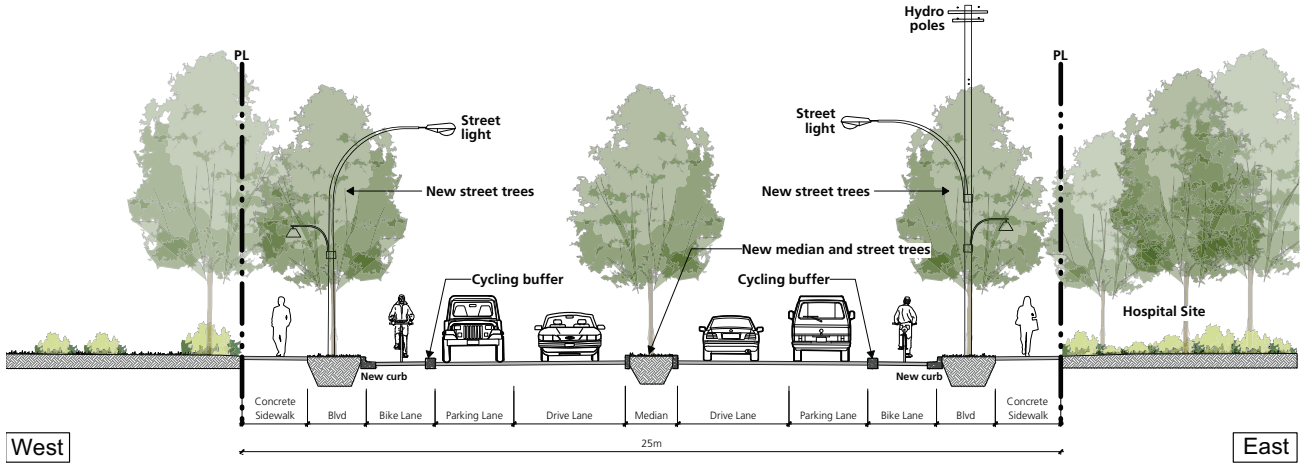 Hydro
poles
PL
PL
Street
light
Street
light
New street trees
New street trees
New median and street trees
Cycling buffer
Cycling buffer
Hospital Site
New curb
New curb
Concrete
Sidewalk
Blvd
Bike Lane
Parking Lane
Drive Lane
Median
Drive Lane
Parking Lane
Bike Lane
Blvd
Concrete
Sidewalk
25m
West
East